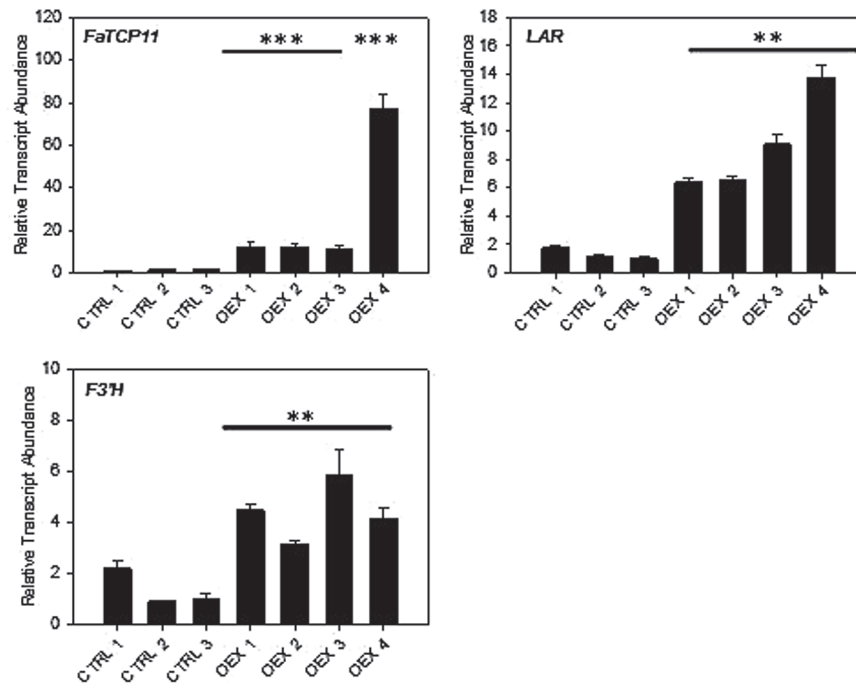 FaTCP11
*** ***
Relative Transcript Abundance
120
100
80
60
40
20
0
CTRL 1
CTRL 2
CTRL 3
OEX 1
OEX 2
OEX 3
OEX 4
LAR
**
Relative Transcript Abundance
18
16
14
12
10
8
6
4
2
0
CTRL 1
CTRL 2
CTRL 3
OEX 1
OEX 2
OEX 3
OEX 4
F3'H
**
Relative Transcript Abundance
10
8
6
4
2
0
CTRL 1
CTRL 2
CTRL 3
OEX 1
OEX 2
OEX 3
OEX 4